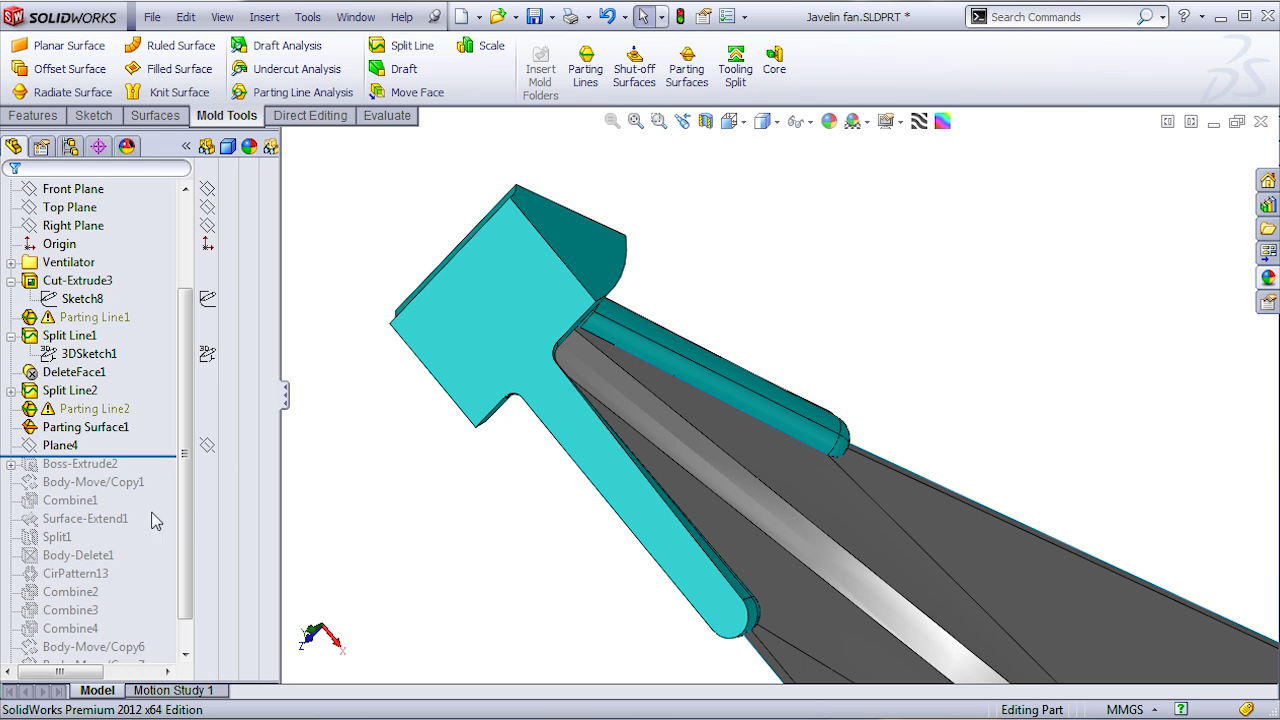 SOLIDWORKS File Edit View Insert Tools Window Help Javelin fan.SLDPRT * Search Commands
Planar Surface Ruled Surface Draft Analysis Split Line Scale
Offset Surface Filled Surface Undercut Analysis Draft
Radiate Surface Knit Surface Parting Line Analysis Move Face
Insert Mold Folders
Parting Lines
Shut-off Surfaces
Parting Surfaces
Tooling Split
Core
Features Sketch Surfaces Mold Tools Direct Editing Evaluate
Front Plane
Top Plane
Right Plane
Origin
Ventilator
Cut-Extrude3
Sketch8
Parting Line1
Split Line1
3DSketch1
DeleteFace1
Split Line2
Parting Line2
Parting Surface1
Plane4
Boss-Extrude2
Body-Move/Copy1
Combine1
Surface-Extend1
Split1
Body-Delete1
CirPattern13
Combine2
Combine3
Combine4
Body-Move/Copy6
Z X
Model Motion Study 1
SolidWorks Premium 2012 x64 Edition Editing Part MMGS